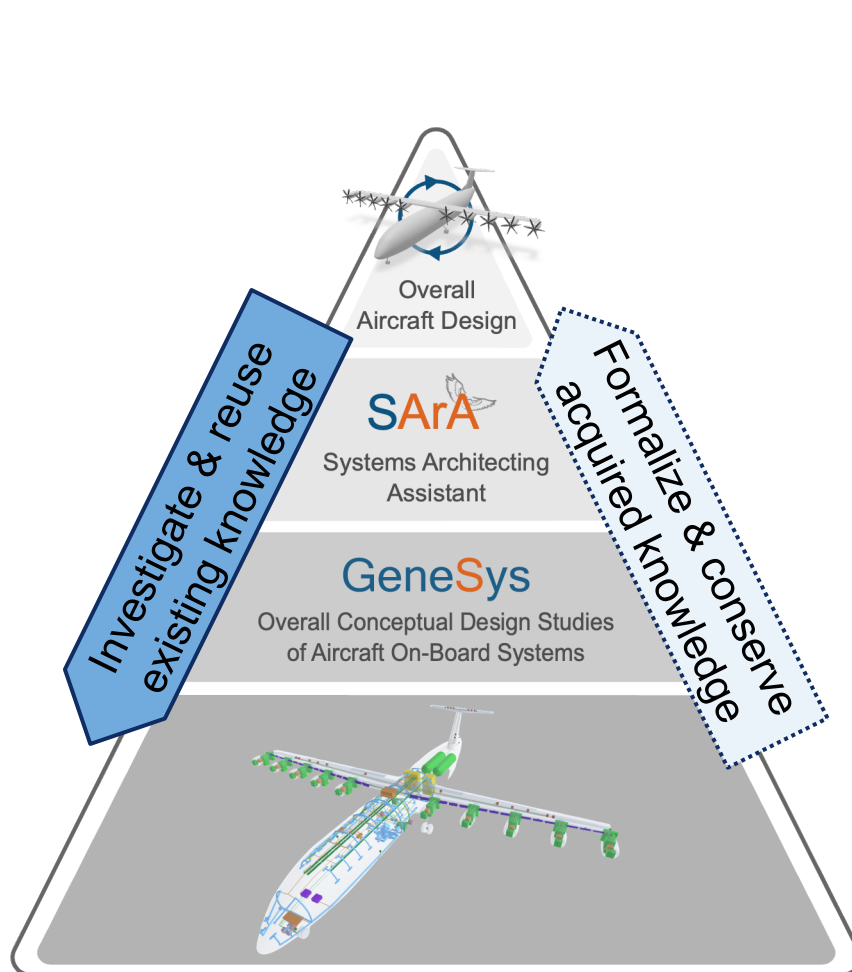 Overall
Aircraft Design
SArA
Systems Architecting
Assistant
GeneSys
Overall Conceptual Design Studies
of Aircraft On-Board Systems
Investigate & reuse
existing knowledge
Formalize & conserve
acquired knowledge